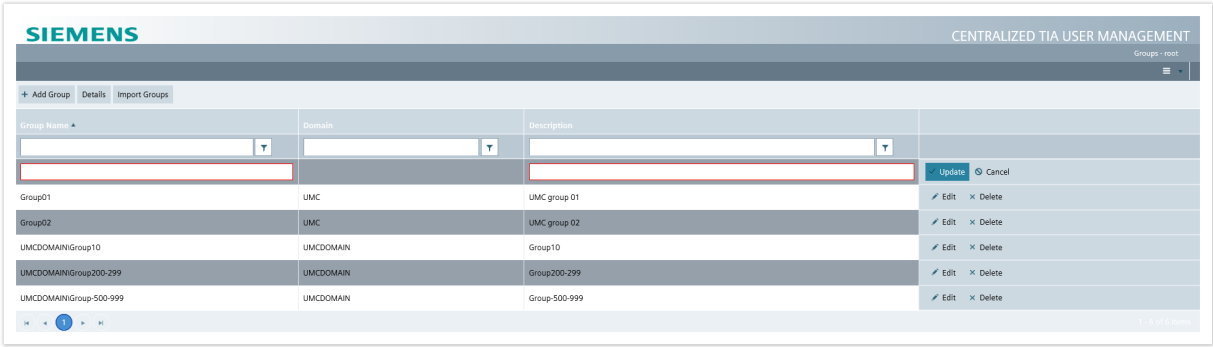 SIEMENS
CENTRALIZED TIA USER MANAGEMENT
Groups - root
+ Add Group Details Import Groups
Group Name Domain Description
Update Cancel
Group01 UMC UMC group 01 Edit Delete
Group02 UMC UMC group 02 Edit Delete
UMCDOMAIN\Group10 UMCDOMAIN Group10 Edit Delete
UMCDOMAIN\Group200-299 UMCDOMAIN Group200-299 Edit Delete
UMCDOMAIN\Group-500-999 UMCDOMAIN Group-500-999 Edit Delete
1